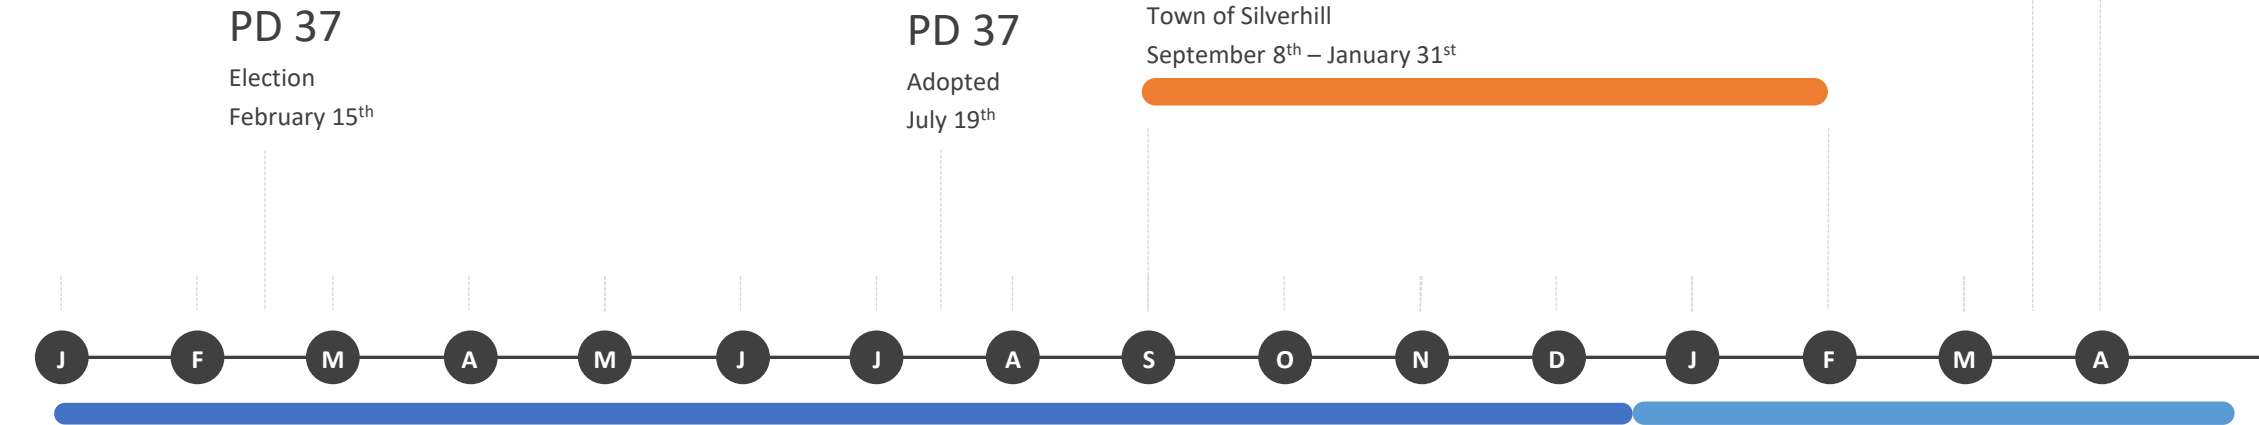 PD 37
Election
February 15th
PD 37
Adopted
July 19th
Town of Silverhill
September 8th – January 31st
J F M A M J J A S O N D J F M A